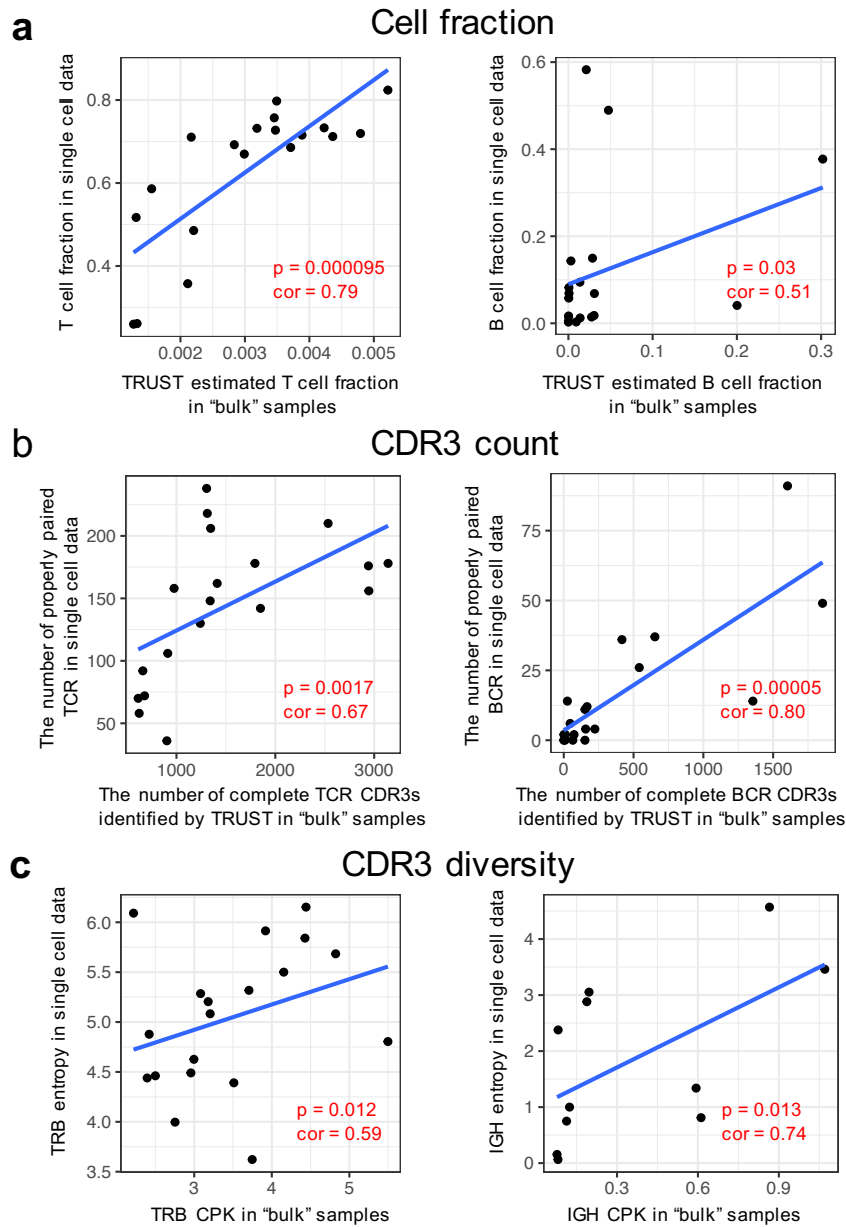 a
Cell fraction
T cell fraction in single cell data
0.8
0.6
0.4
p = 0.000095
cor = 0.79
0.002
0.003
0.004
0.005
TRUST estimated T cell fraction
in “bulk” samples
B cell fraction in single cell data
0.6
0.4
0.2
0.0
p = 0.03
cor = 0.51
0.0
0.1
0.2
0.3
TRUST estimated B cell fraction
in “bulk” samples
b
CDR3 count
The number of properly paired
TCR in single cell data
200
150
100
50
p = 0.0017
cor = 0.67
1000
2000
3000
The number of complete TCR CDR3s
identified by TRUST in “bulk” samples
The number of properly paired
BCR in single cell data
75
50
25
0
p = 0.00005
cor = 0.80
0
500
1000
1500
The number of complete BCR CDR3s
identified by TRUST in “bulk” samples
c
CDR3 diversity
TRB entropy in single cell data
6.0
5.5
5.0
4.5
4.0
3.5
p = 0.012
cor = 0.59
3
4
5
TRB CPK in “bulk” samples
IGH entropy in single cell data
4
3
2
1
0
p = 0.013
cor = 0.74
0.3
0.6
0.9
IGH CPK in “bulk” samples